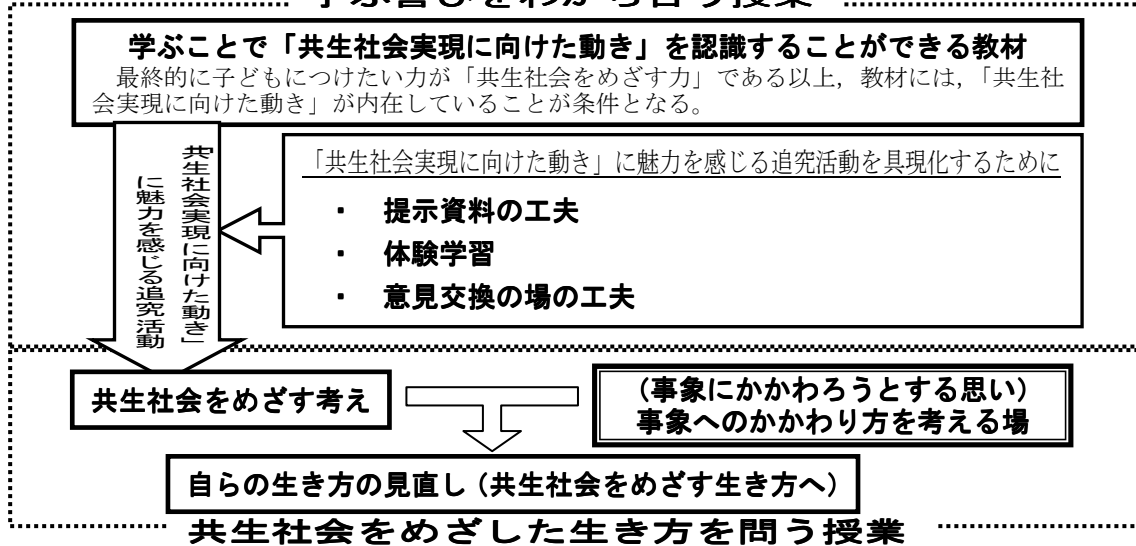 学ぶことで「共生社会実現に向けた動き」を認識することができる教材
最終的に子どもにつけたい力が「共生社会をめざす力」である以上,教材には,「共生社
会実現に向けた動き」が内在していることが条件となる。
「共生社会実現に向けた動き」
に魅力を感じる追究活動
「共生社会実現に向けた動き」に魅力を感じる追究活動を具現化するために
・ 提示資料の工夫
・ 体験学習
・ 意見交換の場の工夫
共生社会をめざす考え
(事象にかかわろうとする思い)
事象へのかかわり方を考える場
自らの生き方の見直し(共生社会をめざす生き方へ)
共生社会をめざした生き方を問う授業